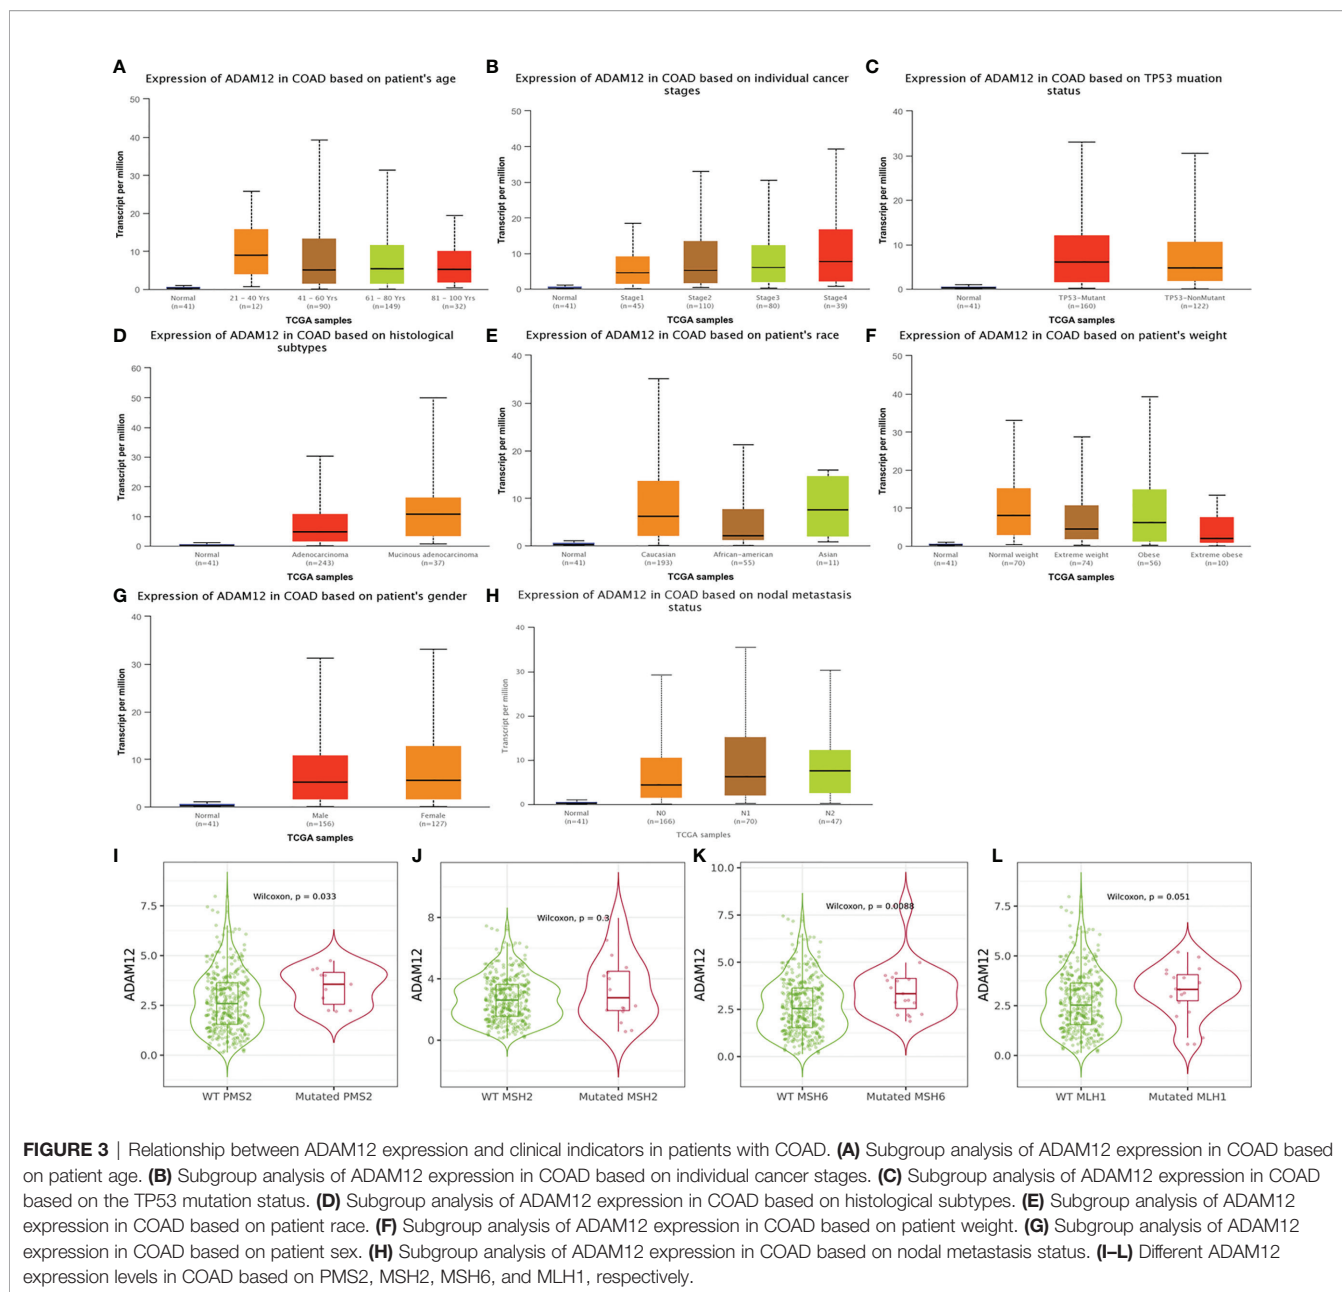 A
Expression of ADAM12 in COAD based on patient's age
Transcript per million
50
40
30
20
10
0
Normal
(n=41)
21 – 40 Yrs
(n=12)
41 – 60 Yrs
(n=90)
61 – 80 Yrs
(n=149)
81 – 100 Yrs
(n=32)
TCGA samples
B
Expression of ADAM12 in COAD based on individual cancer
stages
Transcript per million
50
40
30
20
10
0
Normal
(n=41)
Stage1
(n=45)
Stage2
(n=110)
Stage3
(n=80)
Stage4
(n=39)
TCGA samples
C
Expression of ADAM12 in COAD based on TP53 muation
status
Transcript per million
40
30
20
10
0
Normal
(n=41)
TP53-Mutant
(n=160)
TP53-NonMutant
(n=122)
TCGA samples
D
Expression of ADAM12 in COAD based on histological
subtypes
Transcript per million
60
50
40
30
20
10
0
Normal
(n=41)
Adenocarcinoma
(n=243)
Mucinous adenocarcinoma
(n=37)
TCGA samples
E
Expression of ADAM12 in COAD based on patient's race
Transcript per million
40
30
20
10
0
Normal
(n=41)
Caucasian
(n=193)
African-american
(n=55)
Asian
(n=11)
TCGA samples
F
Expression of ADAM12 in COAD based on patient's weight
Transcript per million
50
40
30
20
10
0
Normal
(n=41)
Normal weight
(n=70)
Extreme weight
(n=74)
Obese
(n=56)
Extreme obese
(n=10)
TCGA samples
G
Expression of ADAM12 in COAD based on patient's gender
Transcript per million
40
30
20
10
0
Normal
(n=41)
Male
(n=156)
Female
(n=127)
TCGA samples
H
Expression of ADAM12 in COAD based on nodal metastasis
status
Transcript per million
40
30
20
10
0
Normal
(n=41)
N0
(n=166)
N1
(n=70)
N2
(n=47)
TCGA samples
I
Wilcoxon, p = 0.033
ADAM12
7.5
5.0
2.5
0.0
WT PMS2
Mutated PMS2
J
Wilcoxon, p = 0.3
ADAM12
8
4
0
WT MSH2
Mutated MSH2
K
Wilcoxon, p = 0.0088
ADAM12
10.0
7.5
5.0
2.5
0.0
WT MSH6
Mutated MSH6
L
Wilcoxon, p = 0.051
ADAM12
7.5
5.0
2.5
0.0
WT MLH1
Mutated MLH1
FIGURE 3 | Relationship between ADAM12 expression and clinical indicators in patients with COAD. (A) Subgroup analysis of ADAM12 expression in COAD based
on patient age. (B) Subgroup analysis of ADAM12 expression in COAD based on individual cancer stages. (C) Subgroup analysis of ADAM12 expression in COAD
based on the TP53 mutation status. (D) Subgroup analysis of ADAM12 expression in COAD based on histological subtypes. (E) Subgroup analysis of ADAM12
expression in COAD based on patient race. (F) Subgroup analysis of ADAM12 expression in COAD based on patient weight. (G) Subgroup analysis of ADAM12
expression in COAD based on patient sex. (H) Subgroup analysis of ADAM12 expression in COAD based on nodal metastasis status. (I–L) Different ADAM12
expression levels in COAD based on PMS2, MSH2, MSH6, and MLH1, respectively.